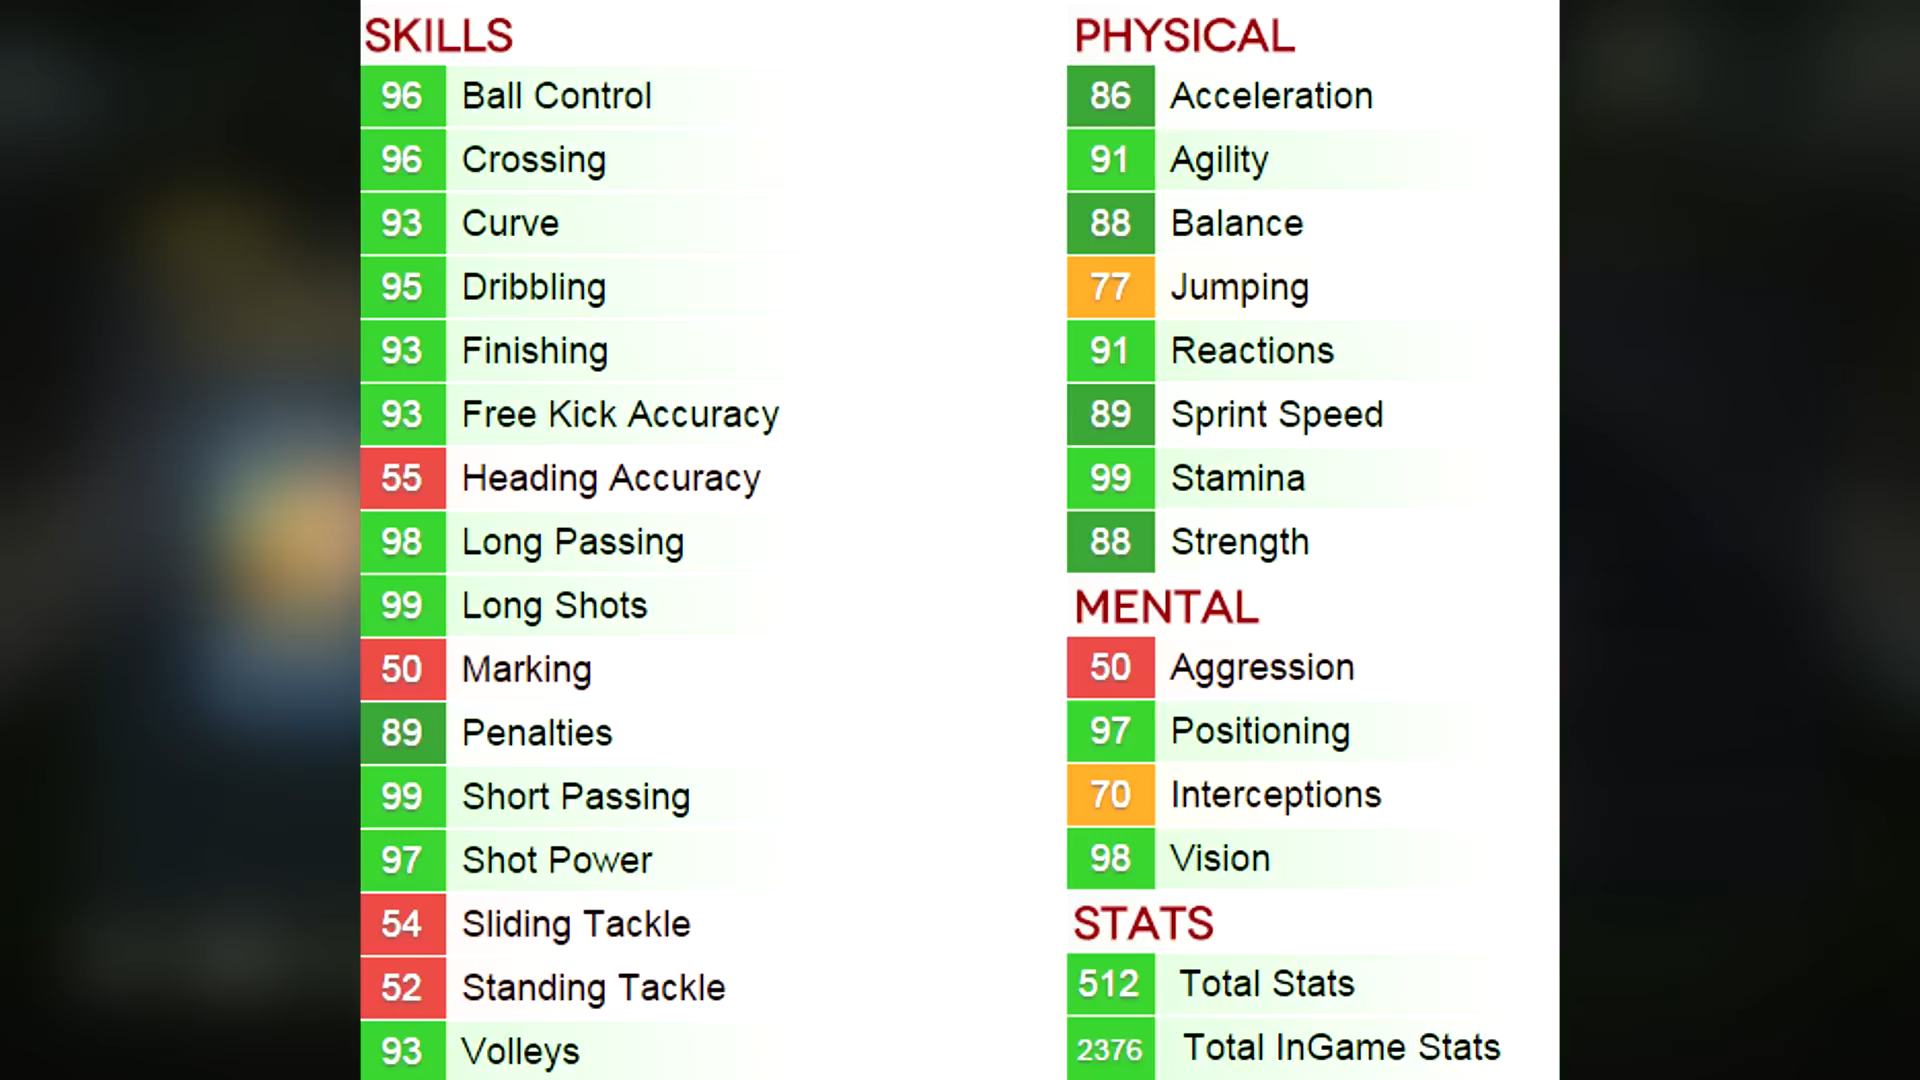 SKILLS
96 Ball Control
96 Crossing
93 Curve
95 Dribbling
93 Finishing
93 Free Kick Accuracy
55 Heading Accuracy
98 Long Passing
99 Long Shots
50 Marking
89 Penalties
99 Short Passing
97 Shot Power
54 Sliding Tackle
52 Standing Tackle
93 Volleys
PHYSICAL
86 Acceleration
91 Agility
88 Balance
77 Jumping
91 Reactions
89 Sprint Speed
99 Stamina
88 Strength
MENTAL
50 Aggression
97 Positioning
70 Interceptions
98 Vision
STATS
512 Total Stats
2376 Total InGame Stats